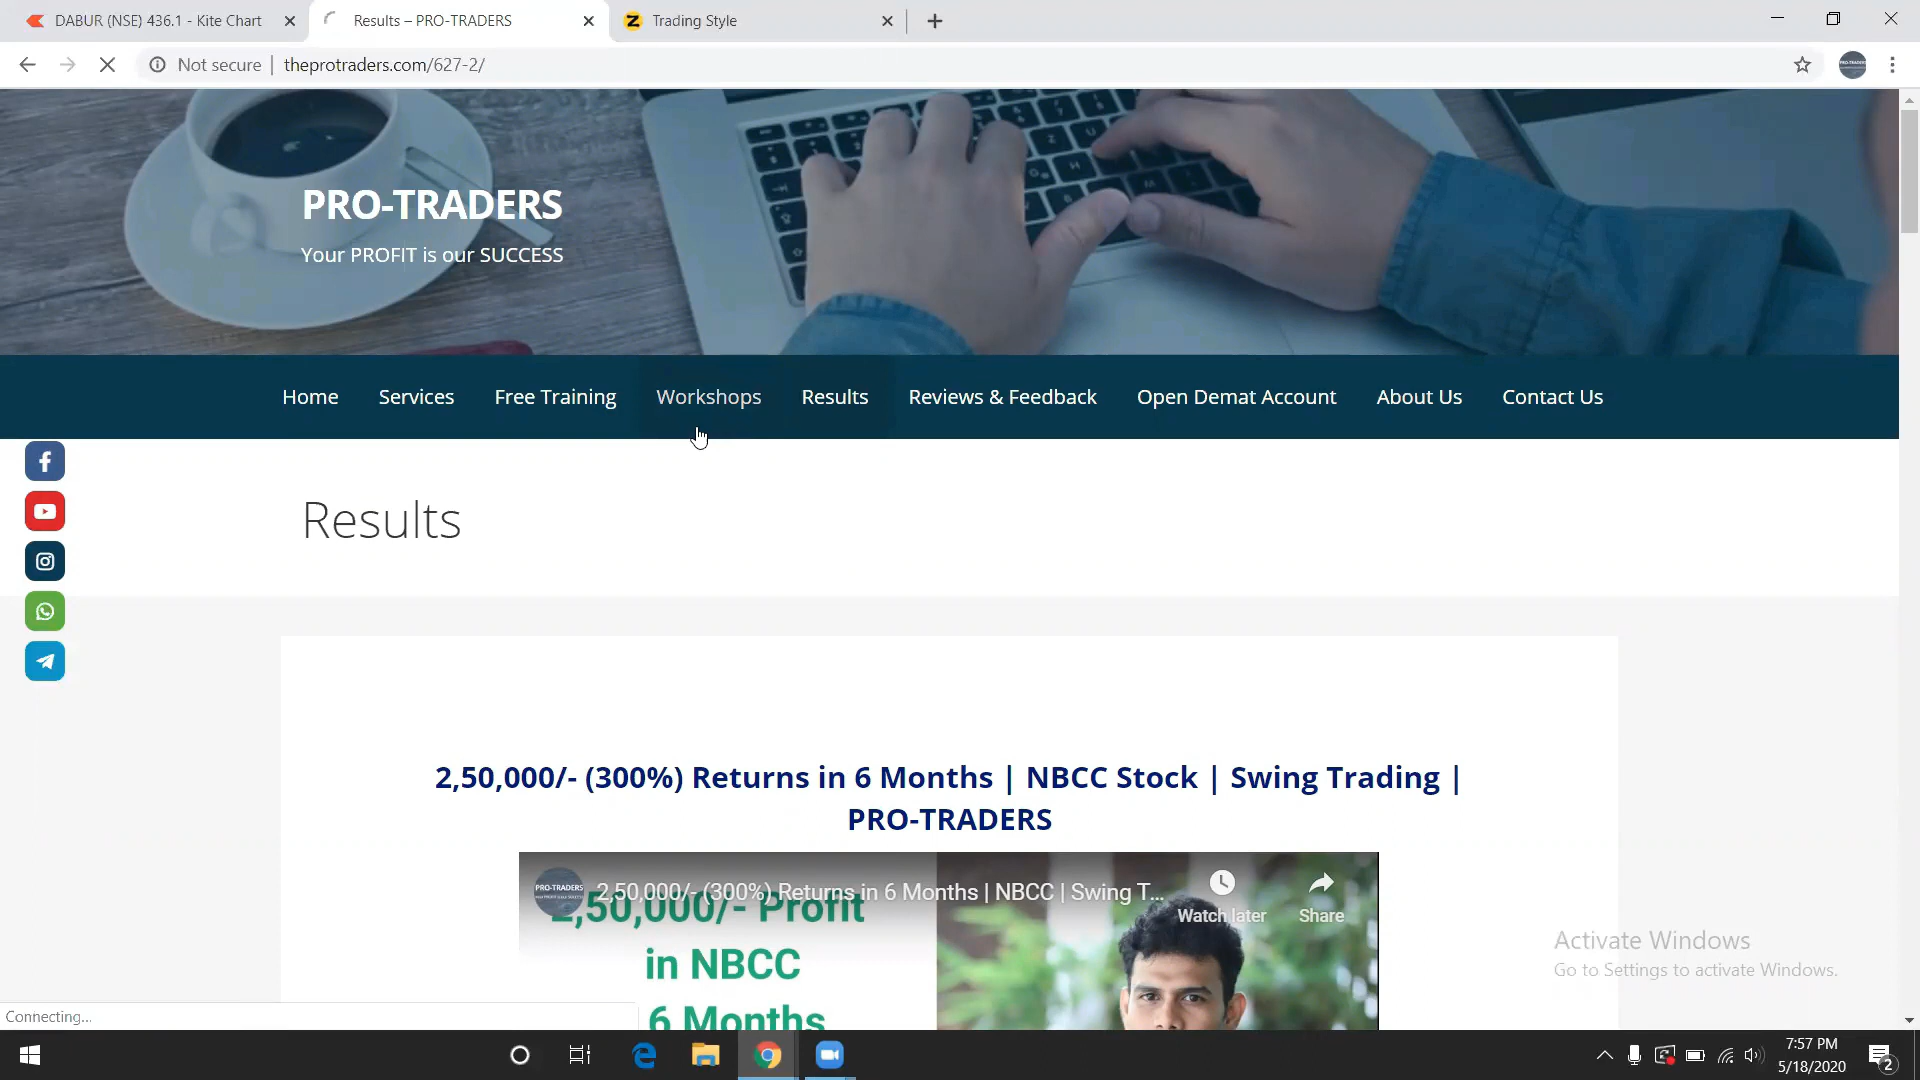 DABUR (NSE) 436.1 - Kite Chart
Results – PRO-TRADERS
Trading Style
Not secure | theprotraders.com/627-2/
PRO-TRADERS
Your PROFIT is our SUCCESS
Home Services Free Training Workshops Results Reviews & Feedback Open Demat Account About Us Contact Us
Results
2,50,000/- (300%) Returns in 6 Months | NBCC Stock | Swing Trading |
PRO-TRADERS
PRO-TRADERS
2,50,000/- (300%) Returns in 6 Months | NBCC | Swing T...
Watch later
Share
2,50,000/- Profit
in NBCC
6 Months
Activate Windows
Go to Settings to activate Windows.
Connecting...
7:57 PM
5/18/2020
2